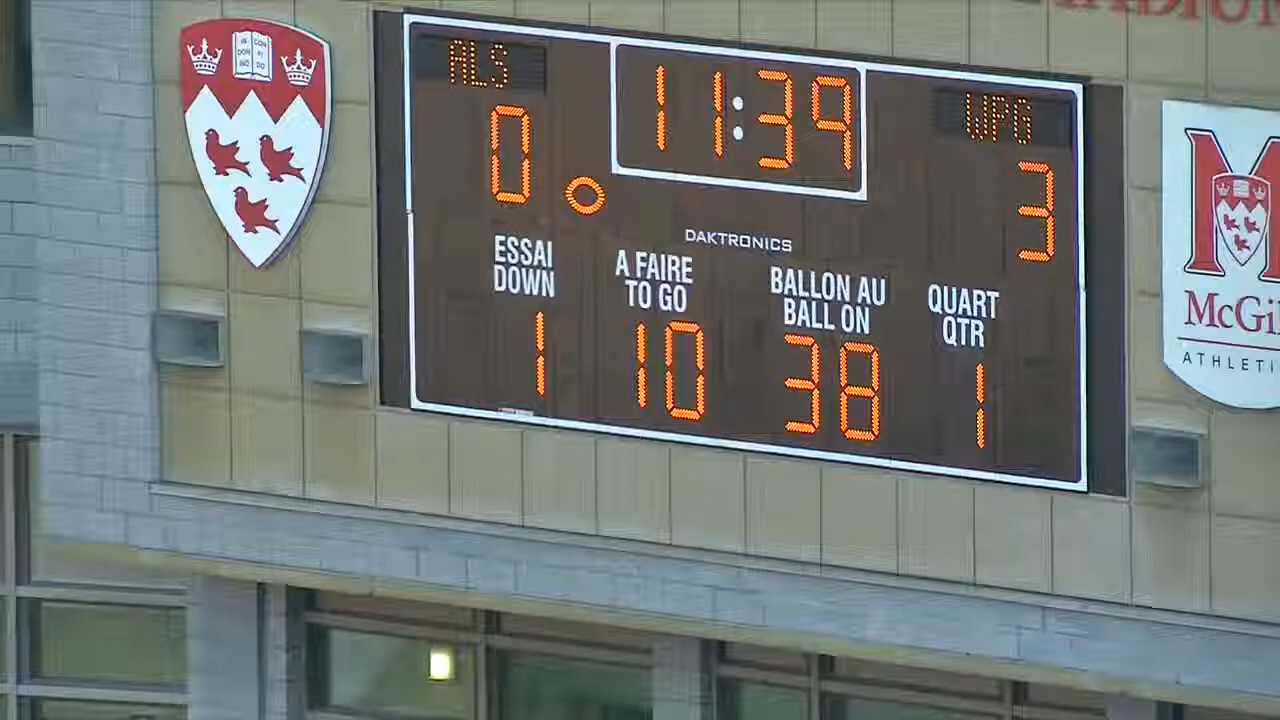 ALS
11:39
WPG
0
3
DAKTRONICS
ESSAI
DOWN
1
A FAIRE
TO GO
10
BALLON AU
BALL ON
38
QUART
QTR
1
McGil
ATHLETI